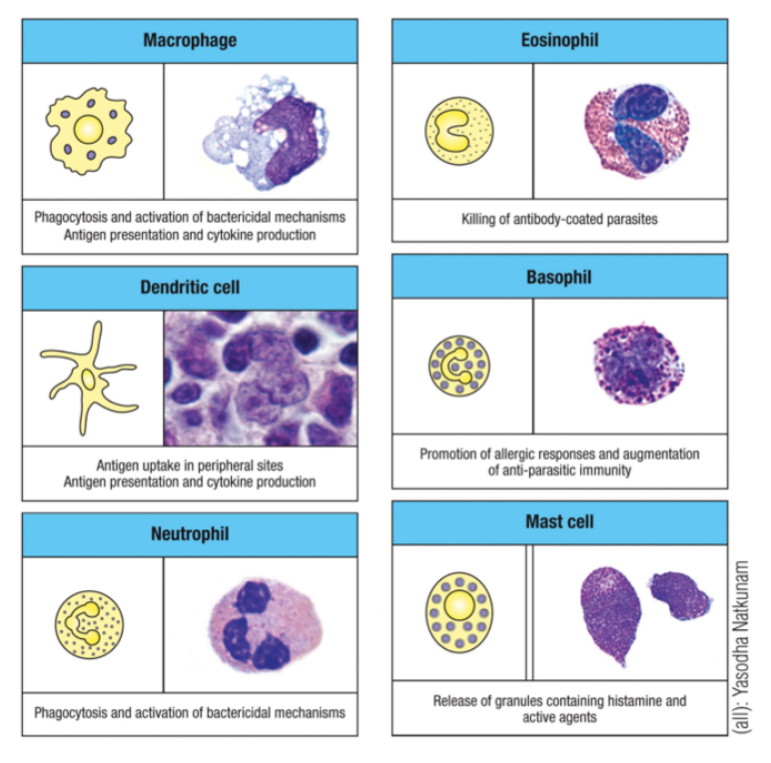 Macrophage
Phagocytosis and activation of bactericidal mechanisms
Antigen presentation and cytokine production
Dendritic cell
Antigen uptake in peripheral sites
Antigen presentation and cytokine production
Neutrophil
Phagocytosis and activation of bactericidal mechanisms
Eosinophil
Killing of antibody-coated parasites
Basophil
Promotion of allergic responses and augmentation
of anti-parasitic immunity
Mast cell
Release of granules containing histamine and
active agents
(all): Yasodha Natkunam